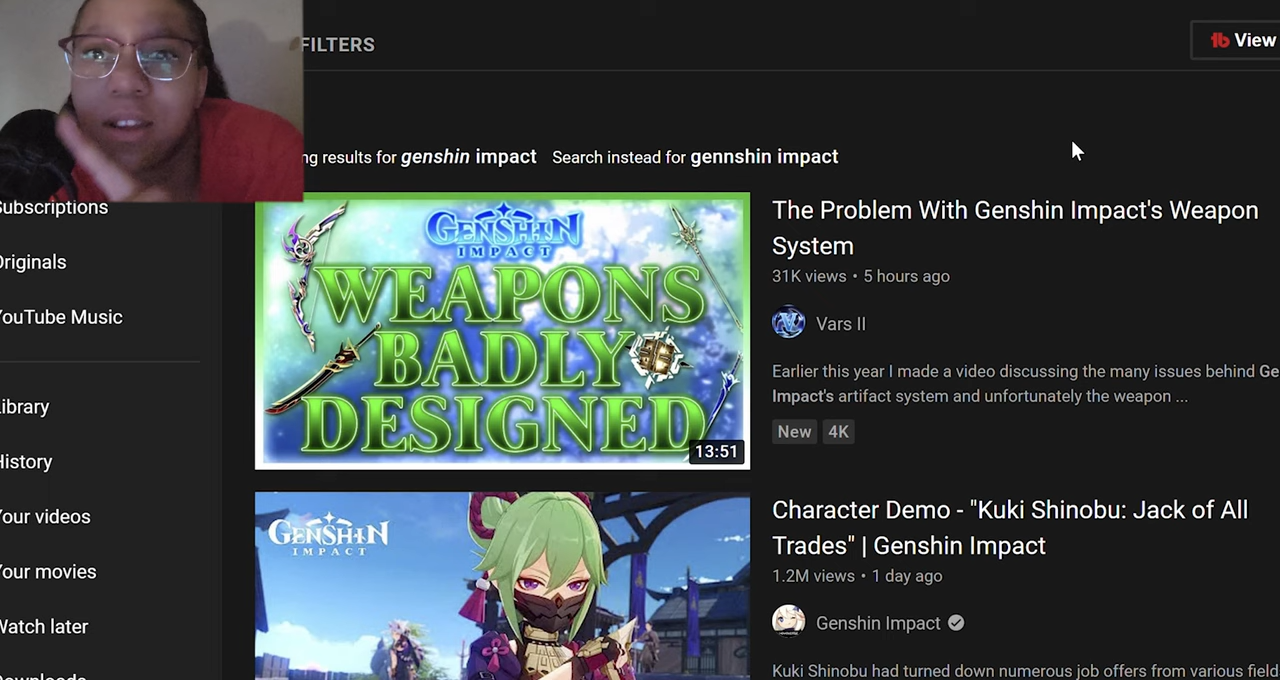 FILTERS
View
ng results for genshin impact
Search instead for gennshin impact
Subscriptions
Originals
YouTube Music
Library
History
Your videos
Your movies
Watch later
Downloads
GENSHIN
IMPACT
WEAPONS
BADLY
DESIGNED
13:51
The Problem With Genshin Impact's Weapon
System
31K views • 5 hours ago
Vars II
Earlier this year I made a video discussing the many issues behind Ge
Impact's artifact system and unfortunately the weapon ...
New 4K
GENSHIN
IMPACT
Character Demo - "Kuki Shinobu: Jack of All
Trades" | Genshin Impact
1.2M views • 1 day ago
Genshin Impact
Kuki Shinobu had turned down numerous job offers from various field